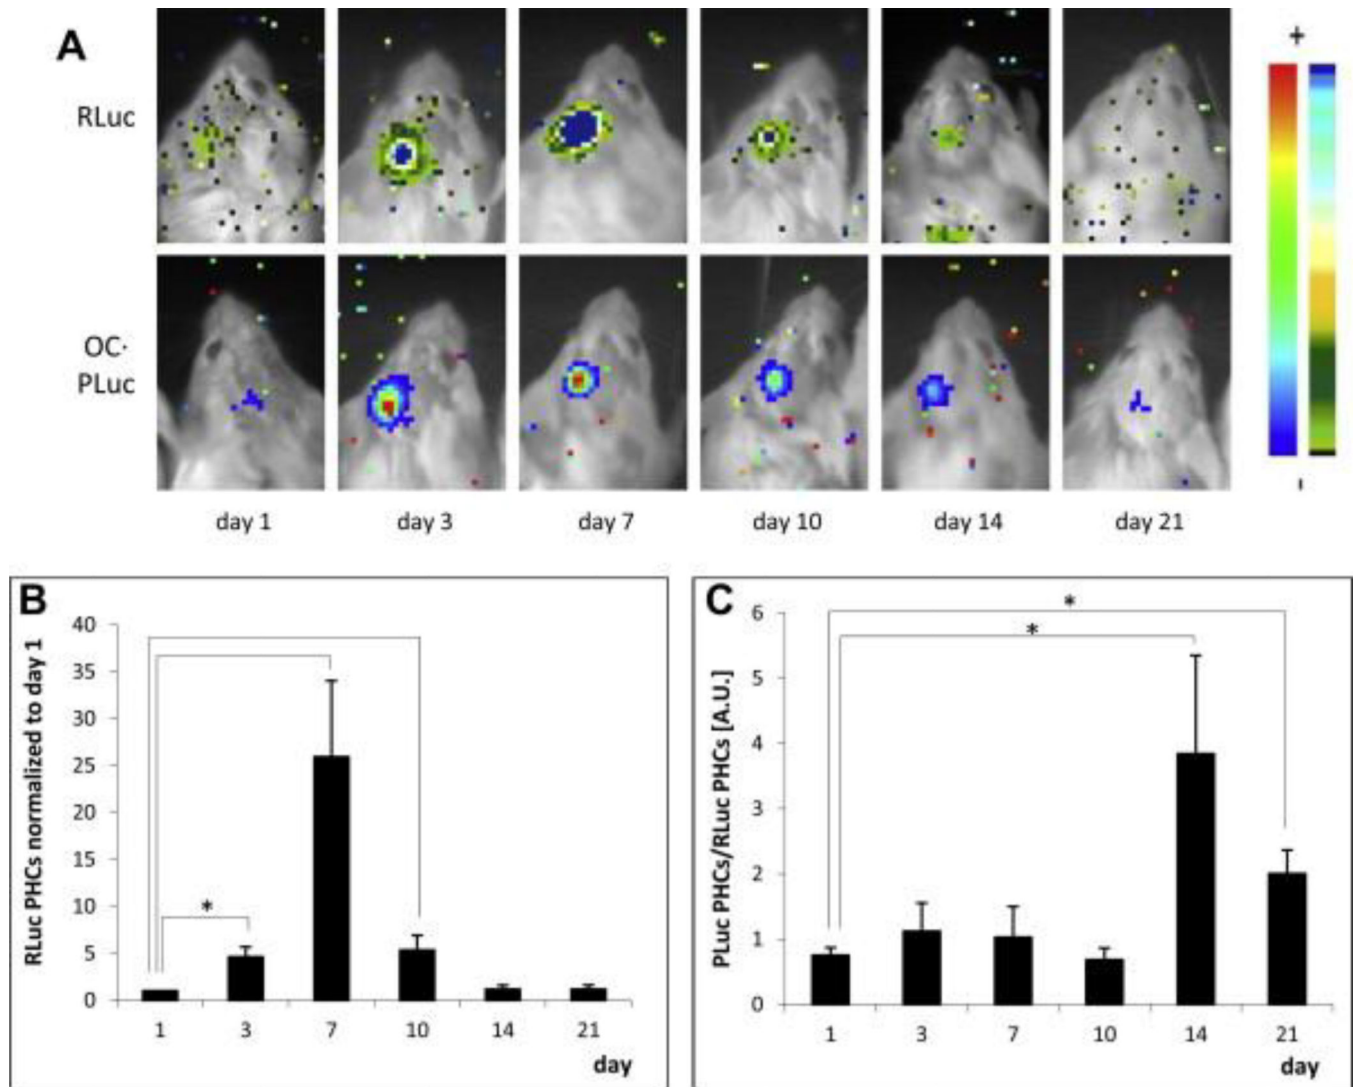 A
+
RLuc
OC·
PLuc
-
day 1 day 3 day 7 day 10 day 14 day 21
B
RLuc PHCs normalized to day 1
40
35
30
25
20
15
10
5
0
*
1 3 7 10 14 21
day
C
PLuc PHCs/RLuc PHCs [A.U.]
6
5
4
3
2
1
0
*
*
1 3 7 10 14 21
day